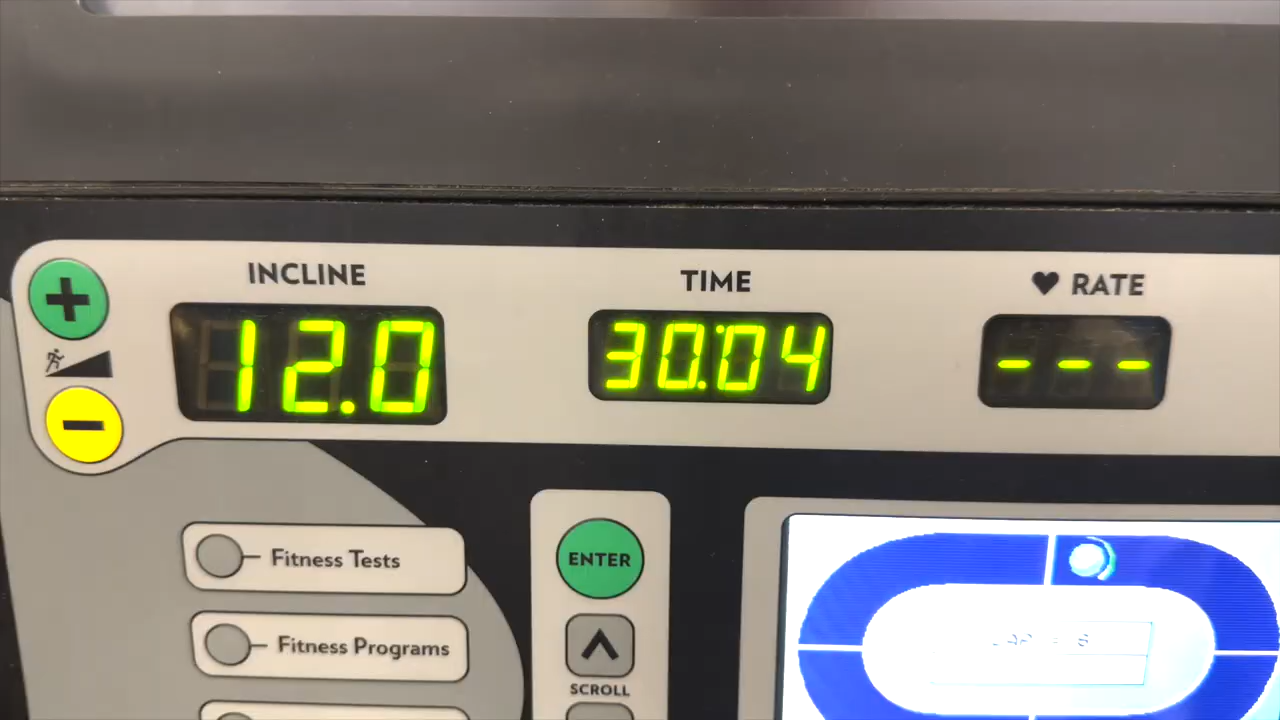 INCLINE
TIME
♥ RATE
12.0
30:04
---
Fitness Tests
ENTER
Fitness Programs
SCROLL